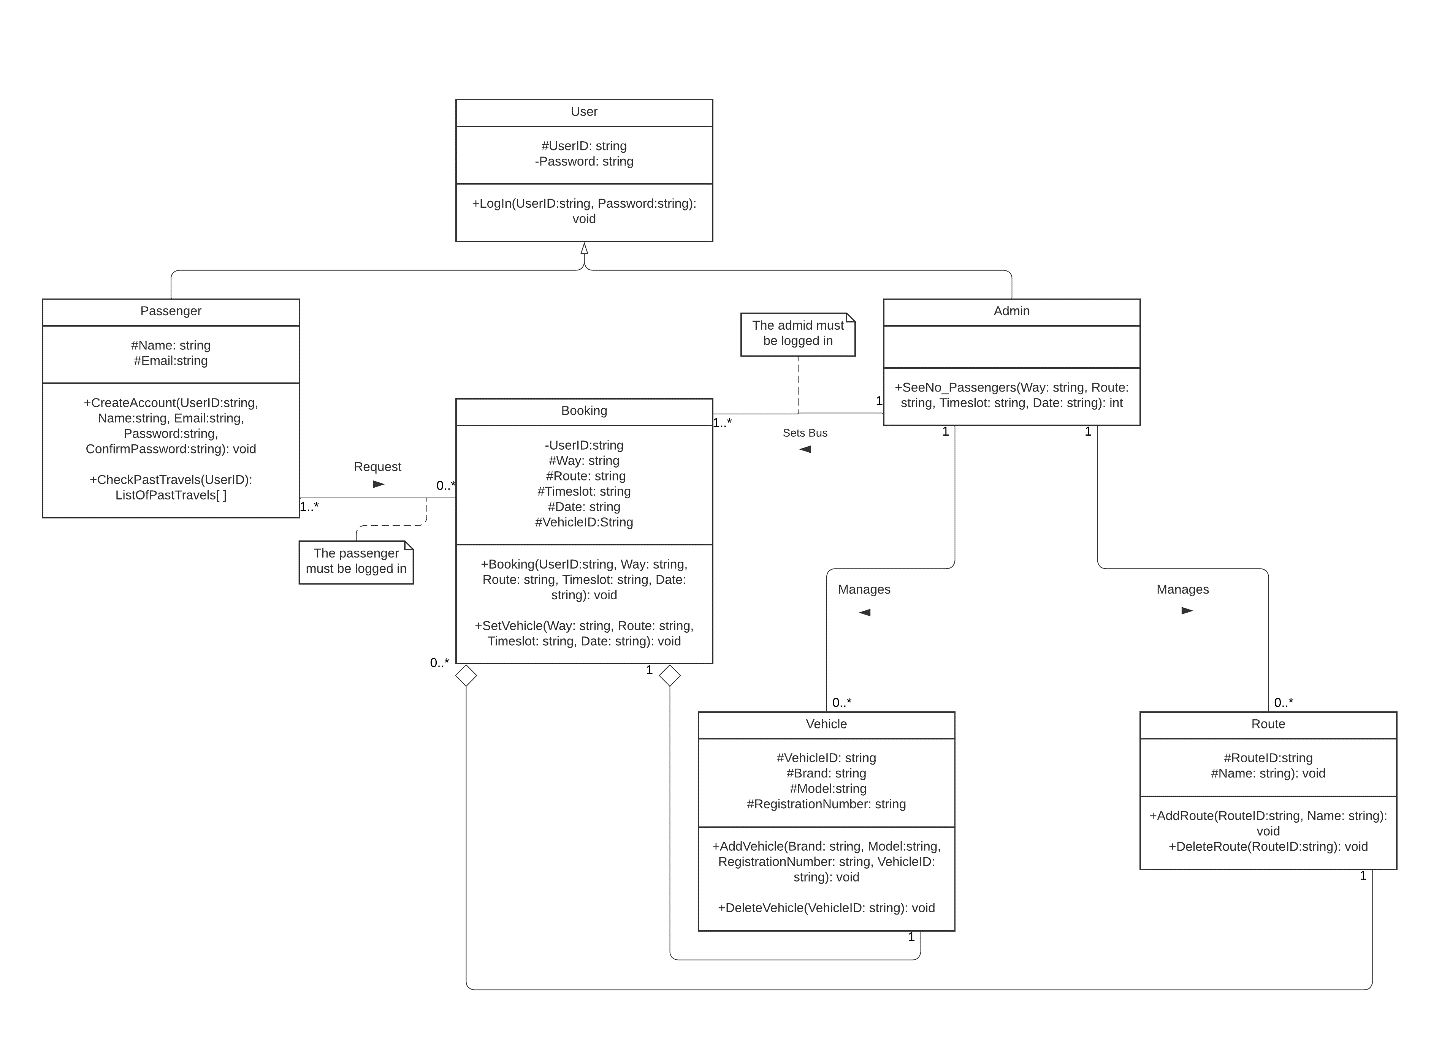 User
#UserID: string
-Password: string
+LogIn(UserID:string, Password:string):
void
Passenger
#Name: string
#Email:string
+CreateAccount(UserID:string,
Name:string, Email:string,
Password:string,
ConfirmPassword:string): void
+CheckPastTravels(UserID):
ListOfPastTravels[ ]
1..*
Request
0..*
The passenger
must be logged in
The admid must
be logged in
Admin
+SeeNo_Passengers(Way: string, Route:
string, Timeslot: string, Date: string): int
1
1..*
Sets Bus
1
1
Booking
-UserID:string
#Way: string
#Route: string
#Timeslot: string
#Date: string
#VehicleID:String
+Booking(UserID:string, Way: string,
Route: string, Timeslot: string, Date:
string): void
+SetVehicle(Way: string, Route: string,
Timeslot: string, Date: string): void
0..*
1
Manages
Manages
0..*
0..*
Vehicle
#VehicleID: string
#Brand: string
#Model:string
#RegistrationNumber: string
+AddVehicle(Brand: string, Model:string,
RegistrationNumber: string, VehicleID:
string): void
+DeleteVehicle(VehicleID: string): void
1
Route
#RouteID:string
#Name: string): void
+AddRoute(RouteID:string, Name: string):
void
+DeleteRoute(RouteID:string): void
1